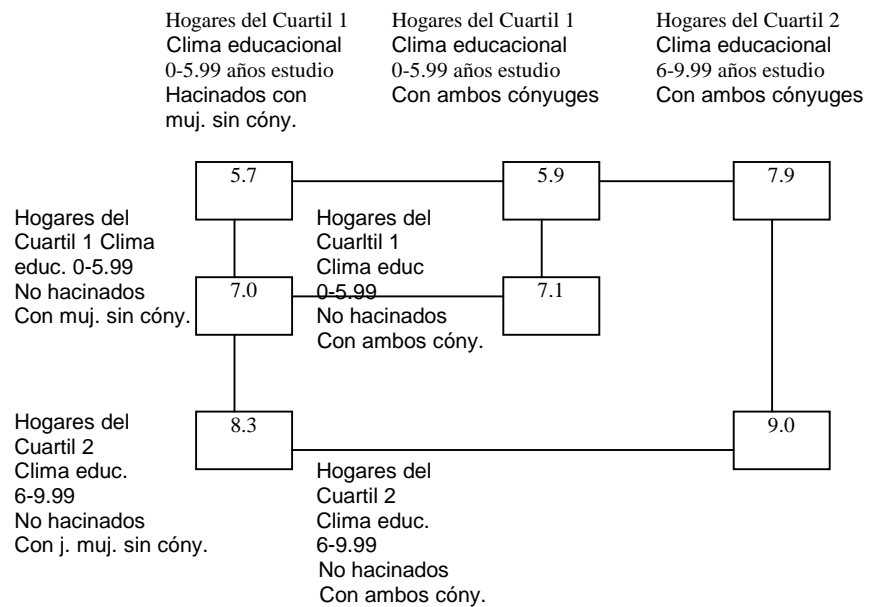 Hogares del Cuartil 1
Clima educacional
0-5.99 años estudio
Hacinados con
muj. sin cóny.
Hogares del Cuartil 1
Clima educacional
0-5.99 años estudio
Con ambos cónyuges
Hogares del Cuartil 2
Clima educacional
6-9.99 años estudio
Con ambos cónyuges
5.7
5.9
7.9
Hogares del
Cuartil 1 Clima
educ. 0-5.99
No hacinados
Con muj. sin cóny.
7.0
Hogares del
Cuarltil 1
Clima educ
0-5.99
No hacinados
Con ambos cóny.
7.1
Hogares del
Cuartil 2
Clima educ.
6-9.99
No hacinados
Con j. muj. sin cóny.
8.3
Hogares del
Cuartil 2
Clima educ.
6-9.99
No hacinados
Con ambos cóny.
9.0